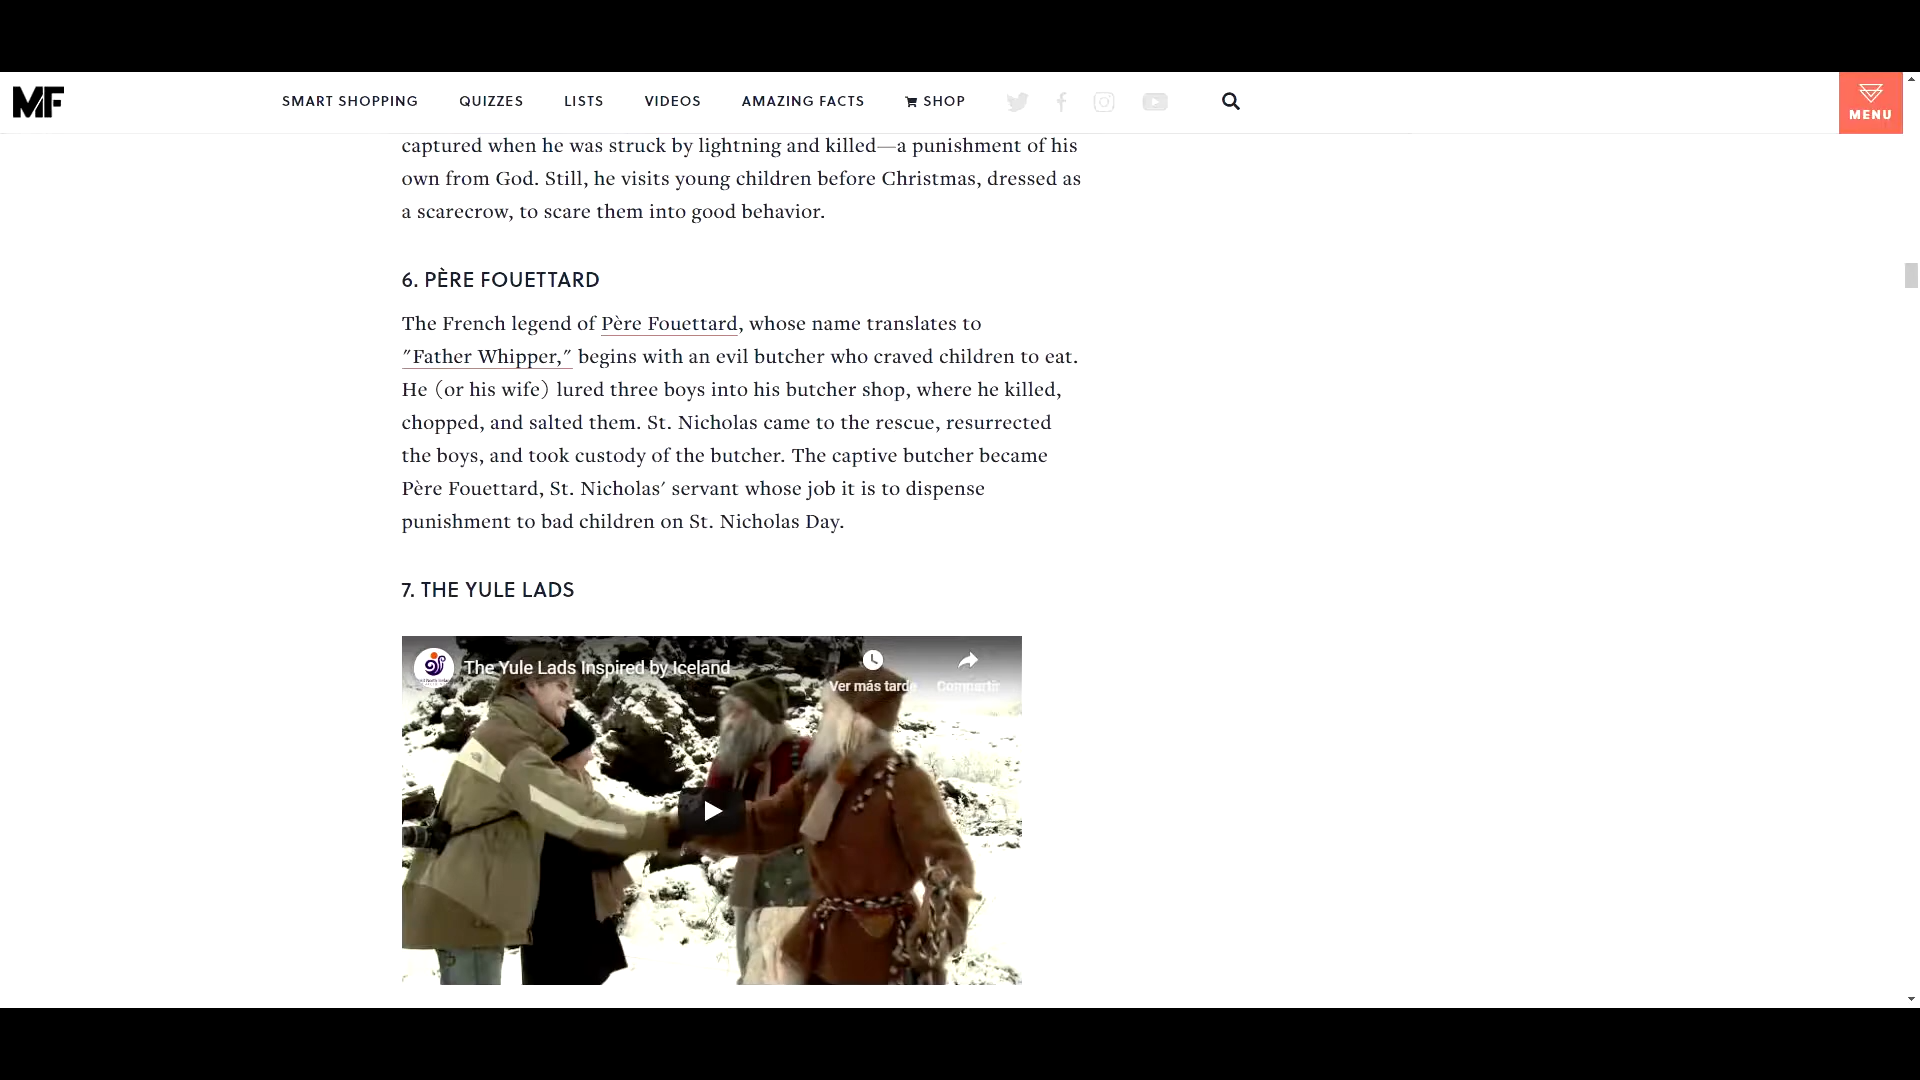 MF
SMART SHOPPING QUIZZES LISTS VIDEOS AMAZING FACTS SHOP
MENU
captured when he was struck by lightning and killed—a punishment of his
own from God. Still, he visits young children before Christmas, dressed as
a scarecrow, to scare them into good behavior.
6. PÈRE FOUETTARD
The French legend of Père Fouettard, whose name translates to
"Father Whipper," begins with an evil butcher who craved children to eat.
He (or his wife) lured three boys into his butcher shop, where he killed,
chopped, and salted them. St. Nicholas came to the rescue, resurrected
the boys, and took custody of the butcher. The captive butcher became
Père Fouettard, St. Nicholas' servant whose job it is to dispense
punishment to bad children on St. Nicholas Day.
7. THE YULE LADS
The Yule Lads Inspired by Iceland
Ver más tarde Compartir